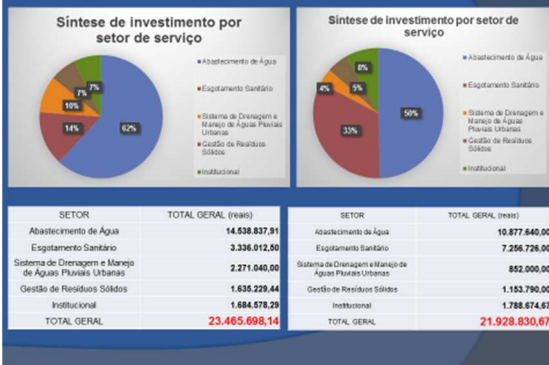 Síntese de investimento por
setor de serviço
62%
14%
10%
7%
7%
Abastecimento de Água
Esgotamento Sanitário
Sistema de Drenagem e
Manejo de Águas Pluviais
Urbanas
Gestão de Resíduos
Sólidos
Institucional
Síntese de investimento por setor de
serviço
50%
33%
4%
5%
8%
Abastecimento de Água
Esgotamento Sanitário
Sistema de Drenagem e
Manejo de Águas Pluviais
Urbanas
Gestão de Resíduos
Sólidos
Institucional
SETOR TOTAL GERAL (reais)
Abastecimento de Água 14.538.837,91
Esgotamento Sanitário 3.336.012,50
Sistema de Drenagem e Manejo
de Águas Pluviais Urbanas 2.271.040,00
Gestão de Resíduos Sólidos 1.635.229,44
Institucional 1.684.578,29
TOTAL GERAL 23.465.698,14
SETOR TOTAL GERAL (reais)
Abastecimento de Água 10.877.640,00
Esgotamento Sanitário 7.256.726,00
Sistema de Drenagem e Manejo de
Águas Pluviais Urbanas 852.000,00
Gestão de Resíduos Sólidos 1.153.790,00
Institucional 1.788.674,67
TOTAL GERAL 21.928.830,67